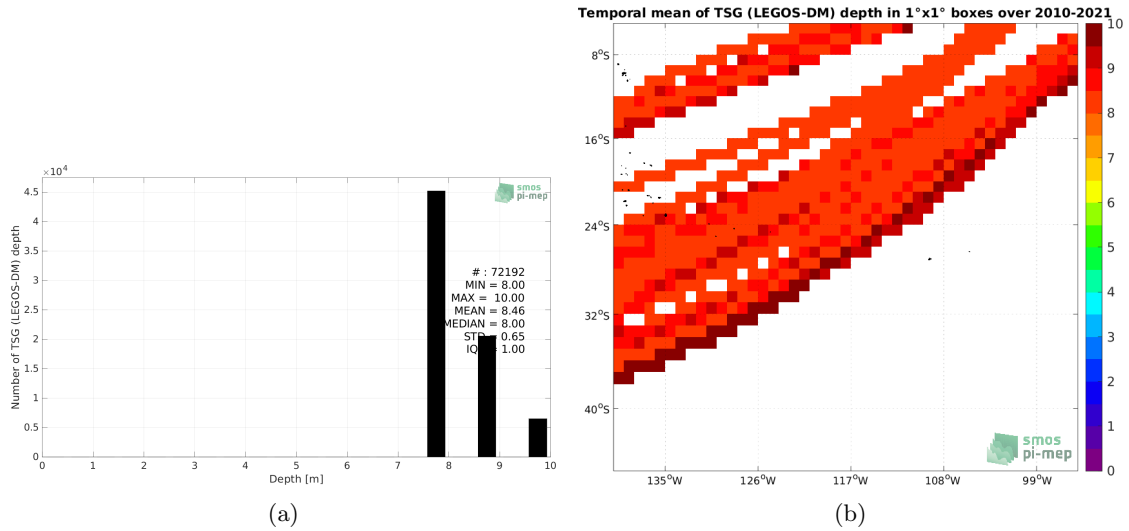 Temporal mean of TSG (LEGOS-DM) depth in 1°x1° boxes over 2010-2021
×10⁴
4.5
4
3.5
3
2.5
2
1.5
1
0.5
0
Number of TSG (LEGOS-DM) depth
smos
pi-mep
# : 72192
MIN = 8.00
MAX = 10.00
MEAN = 8.46
MEDIAN = 8.00
STD = 0.65
= 1.00
0 1 2 3 4 5 6 7 8 9 10
Depth [m]
(a)
8°S
16°S
24°S
32°S
40°S
135°W 126°W 117°W 108°W 99°W
smos
pi-mep
10
9
8
7
6
5
4
3
2
1
0
(b)